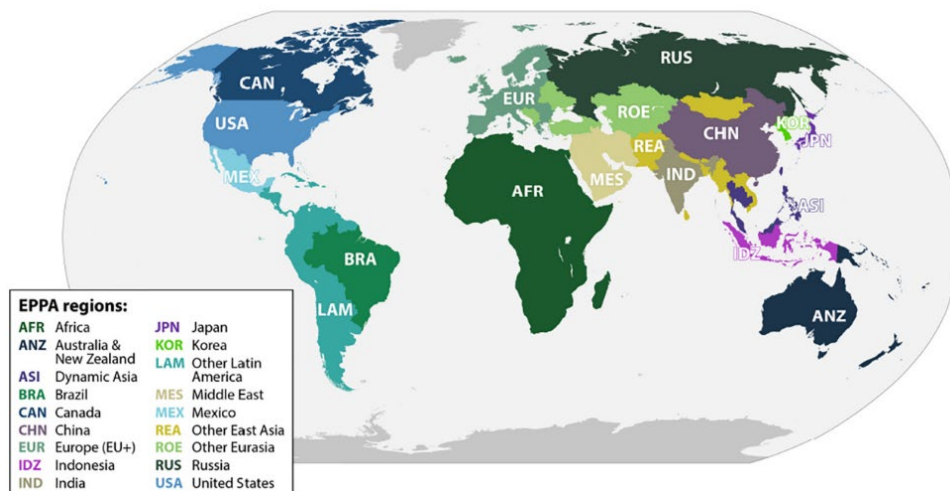 CAN
RUS
EUR
ROE
USA
CHN
KOR
JPN
REA
MEX
IND
MES
AFR
ASI
BRA
IDZ
LAM
ANZ
EPPA regions:
AFR Africa
ANZ Australia &
New Zealand
ASI Dynamic Asia
BRA Brazil
CAN Canada
CHN China
EUR Europe (EU+)
IDZ Indonesia
IND India
JPN Japan
KOR Korea
LAM Other Latin
America
MES Middle East
MEX Mexico
REA Other East Asia
ROE Other Eurasia
RUS Russia
USA United States